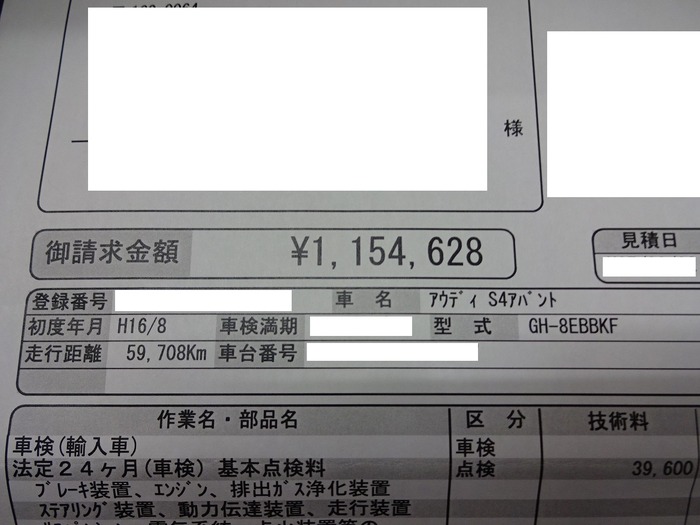 様
御請求金額 ¥1,154,628 見積日
登録番号 車名 ｱｳﾃﾞｨ S4ｱﾊﾞﾝﾄ
初度年月 H16/8 車検満期 型式 GH-8EBBKF
走行距離 59,708Km 車台番号
作業名・部品名 区分 技術料
車検(輸入車) 車検
法定２４ヶ月(車検) 基本点検料 点検 39,600
ﾌﾞﾚｰｷ装置、ｴﾝｼﾞﾝ、排出ｶﾞｽ浄化装置
ｽﾃｱﾘﾝｸﾞ装置、動力伝達装置、走行装置